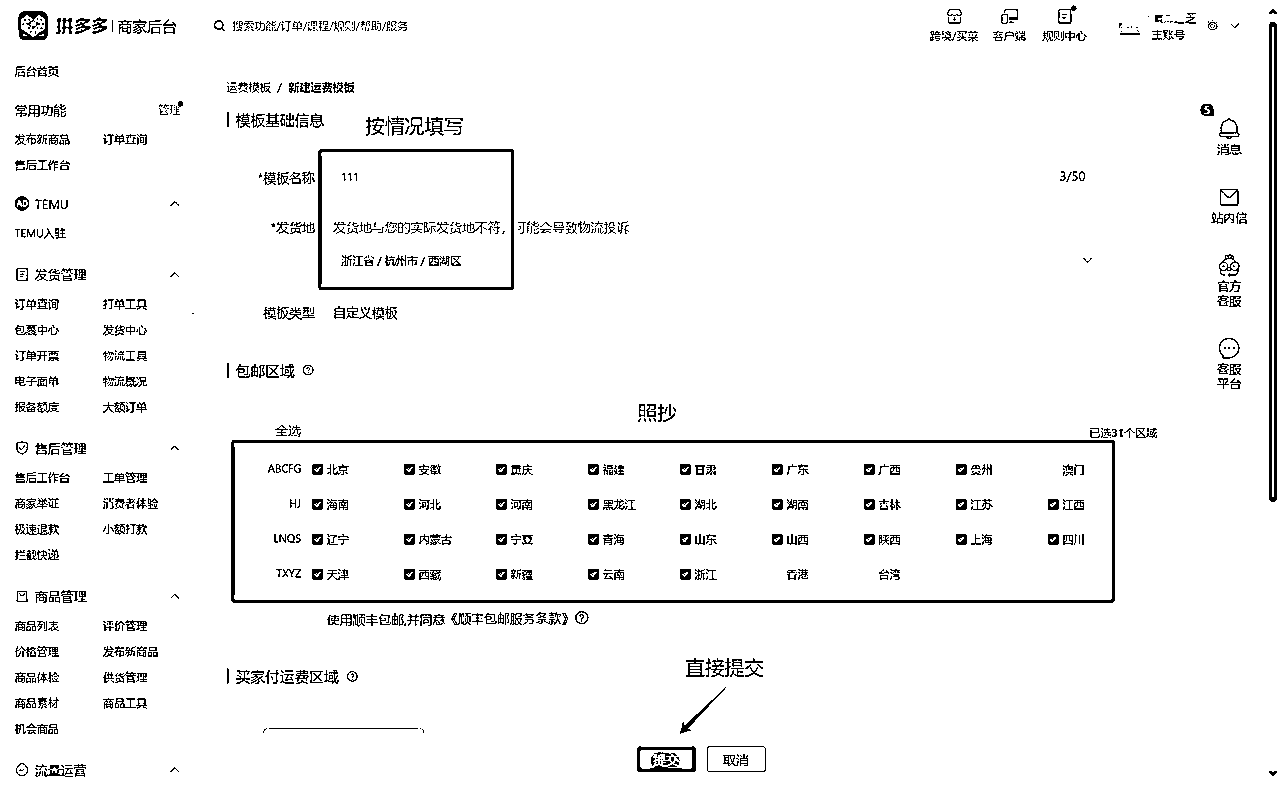 拼多多 | 商家后台
搜索功能/订单/课程/规则/帮助/服务
跨境/买菜
客户端
规则中心
主账号
后台首页
常用功能 管理
发布新商品 订单查询
售后工作台
TEMU
TEMU入驻
发货管理
订单查询 打单工具
包裹中心 发货中心
订单开票 物流工具
电子面单 物流概况
报备额度 大额订单
售后管理
售后工作台 工单管理
商家举证 消费者体验
极速退款 小额打款
拦截快递
商品管理
商品列表 评价管理
价格管理 发布新商品
商品体检 供货管理
商品素材 商品工具
机会商品
流量运营
运费模板 / 新建运费模板
模板基础信息
按情况填写
*模板名称 111 3/50
*发货地 发货地与您的实际发货地不符，可能会导致物流投诉
浙江省 / 杭州市 / 西湖区
模板类型 自定义模板
包邮区域
照抄
全选 已选31个区域
ABCFG 北京 安徽 重庆 福建 甘肃 广东 广西 贵州 澳门
HJ 海南 河北 河南 黑龙江 湖北 湖南 吉林 江苏 江西
LNQS 辽宁 内蒙古 宁夏 青海 山东 山西 陕西 上海 四川
TXYZ 天津 西藏 新疆 云南 浙江 香港 台湾
使用顺丰包邮,并同意《顺丰包邮服务条款》
买家付运费区域
直接提交
提交 取消
5
消息
站内信
官方
客服
客服
平台